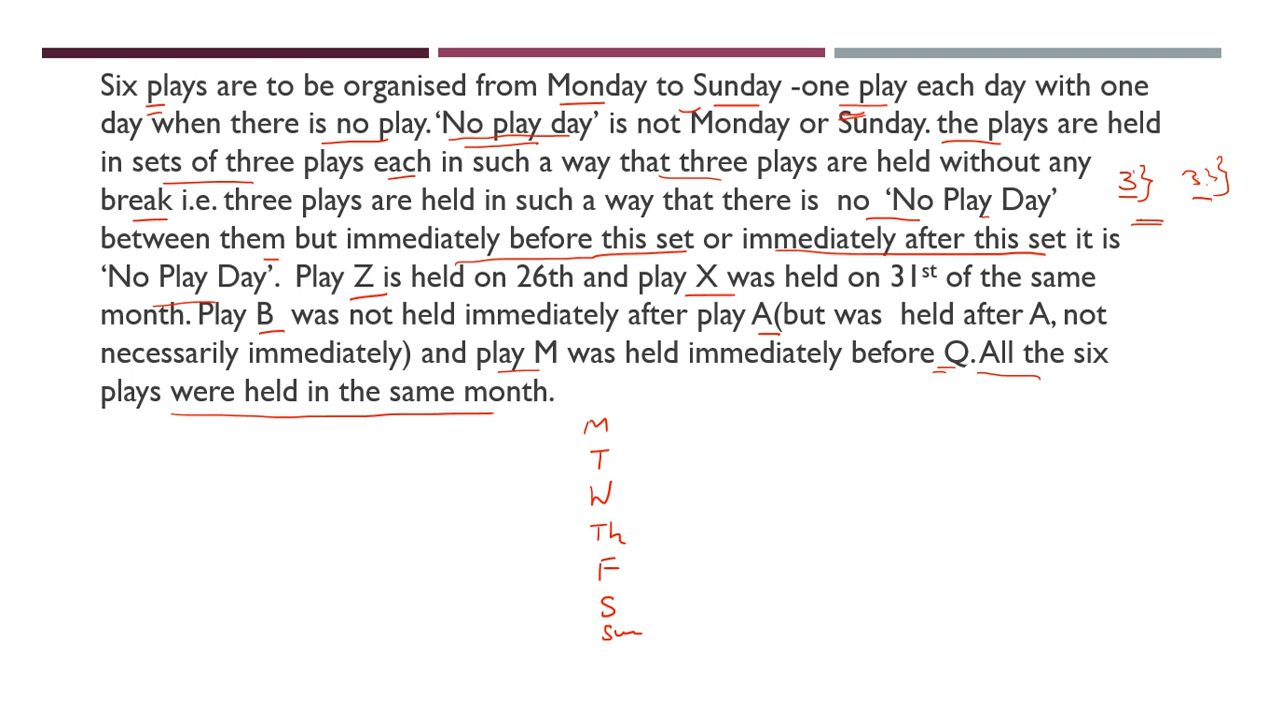 Six plays are to be organised from Monday to Sunday -one play each day with one
day when there is no play. ‘No play day’ is not Monday or Sunday. the plays are held
in sets of three plays each in such a way that three plays are held without any
break i.e. three plays are held in such a way that there is no ‘No Play Day’
between them but immediately before this set or immediately after this set it is
‘No Play Day’. Play Z is held on 26th and play X was held on 31st of the same
month. Play B was not held immediately after play A(but was held after A, not
necessarily immediately) and play M was held immediately before Q. All the six
plays were held in the same month.
3} 3}
M
T
W
Th
F
S
Sun